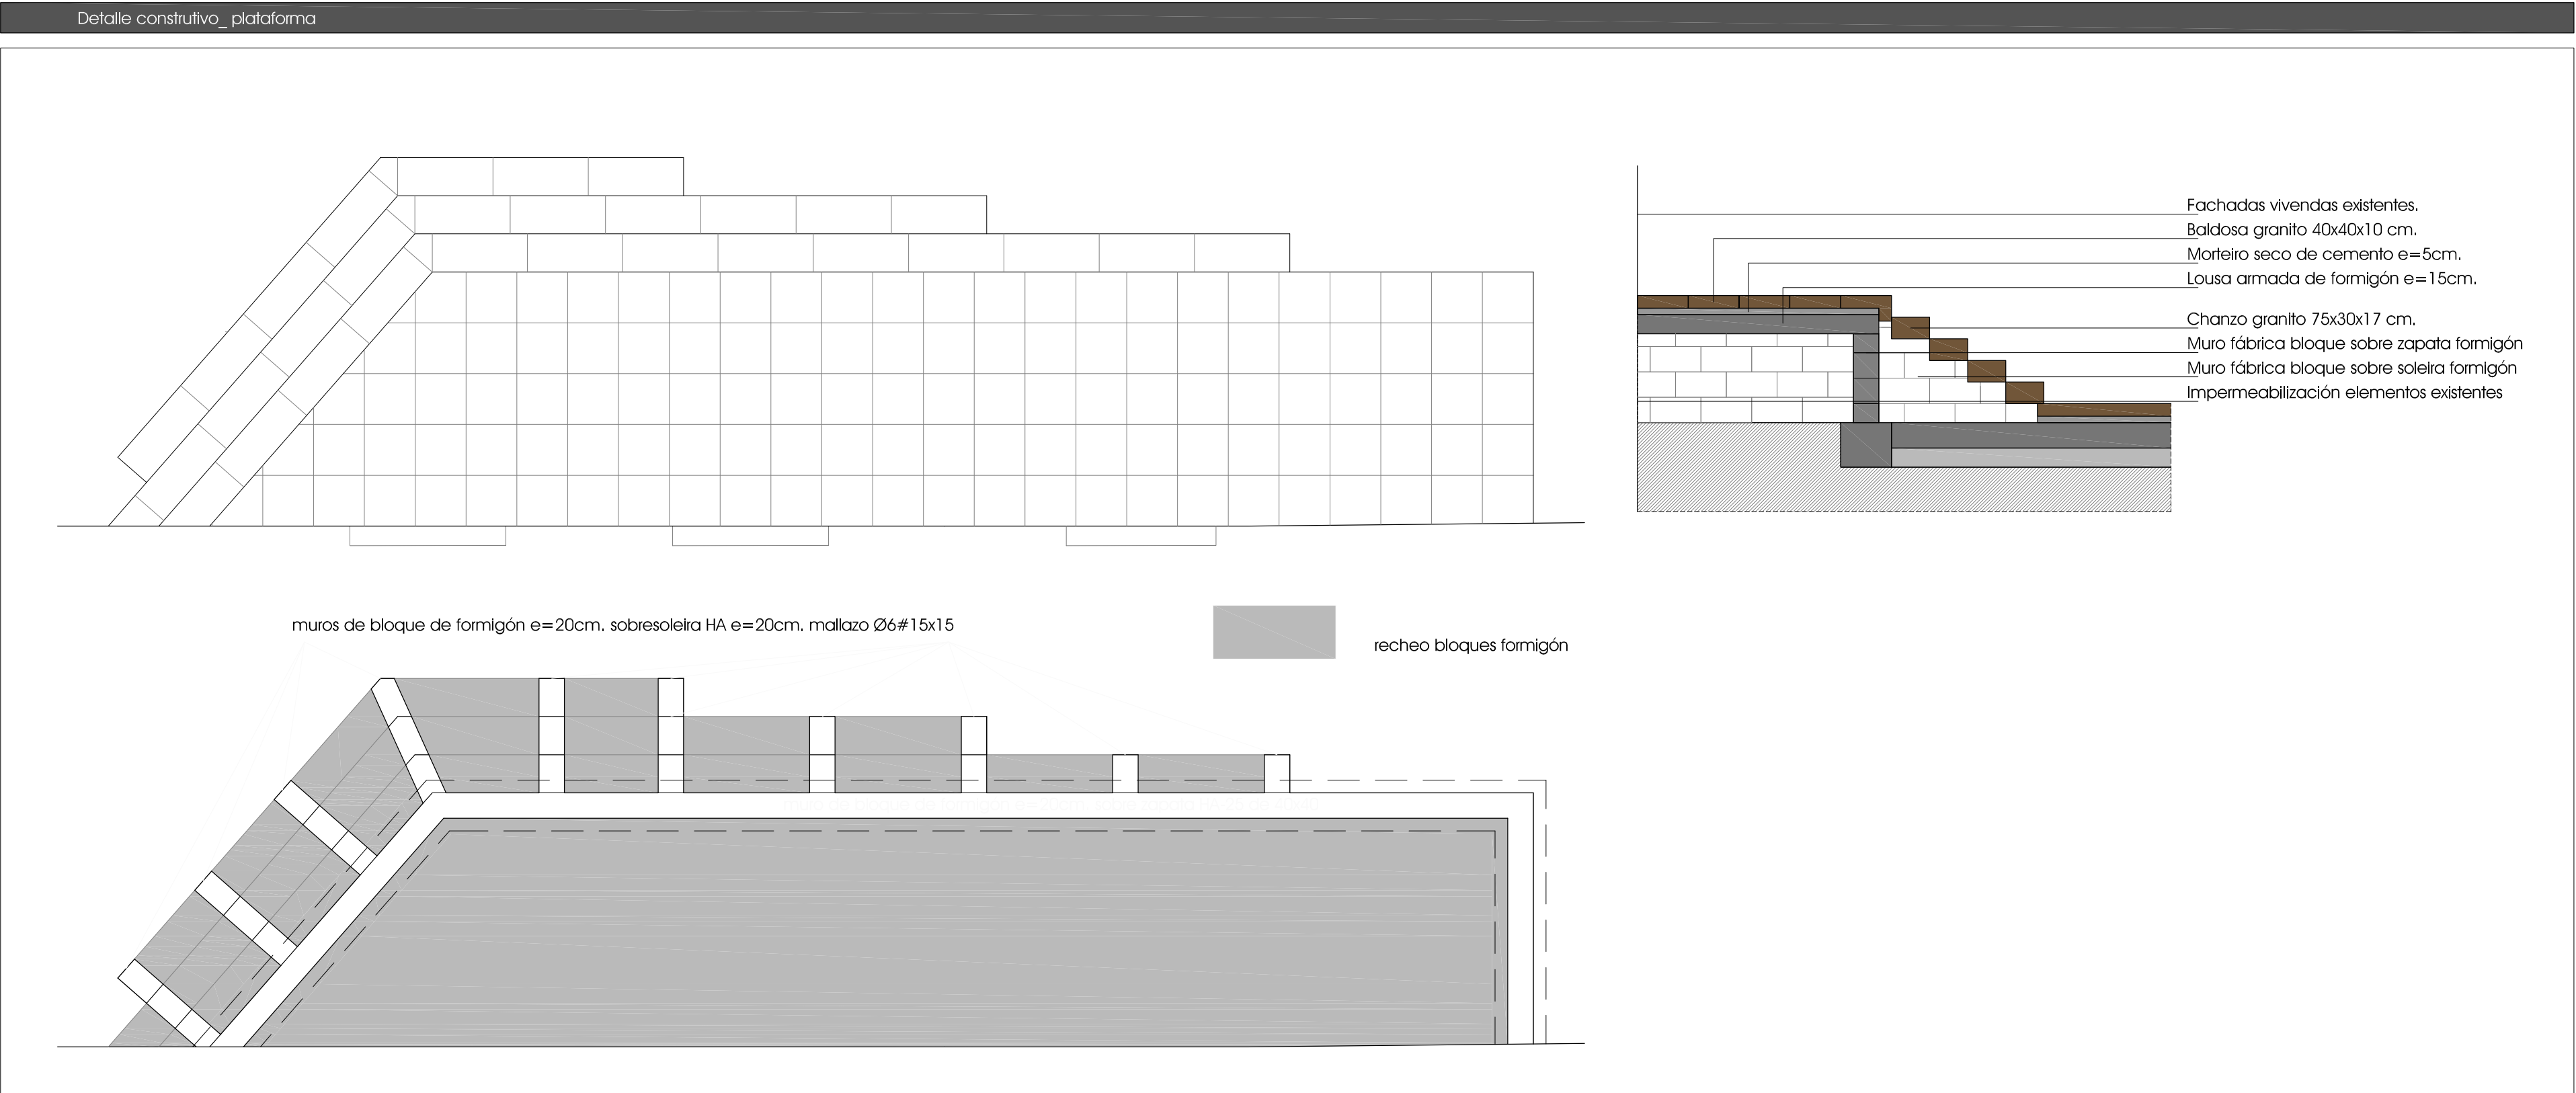 Detalle construtivo_ plataforma
Fachadas vivendas existentes.
Baldosa granito 40x40x10 cm.
Morteiro seco de cemento e=5cm.
Lousa armada de formigón e=15cm.
Chanzo granito 75x30x17 cm.
Muro fábrica bloque sobre zapata formigón
Muro fábrica bloque sobre soleira formigón
Impermeabilización elementos existentes
muros de bloque de formigón e=20cm, sobresoleira HA e=20cm, mallazo Ø6#15x15
recheo bloques formigón